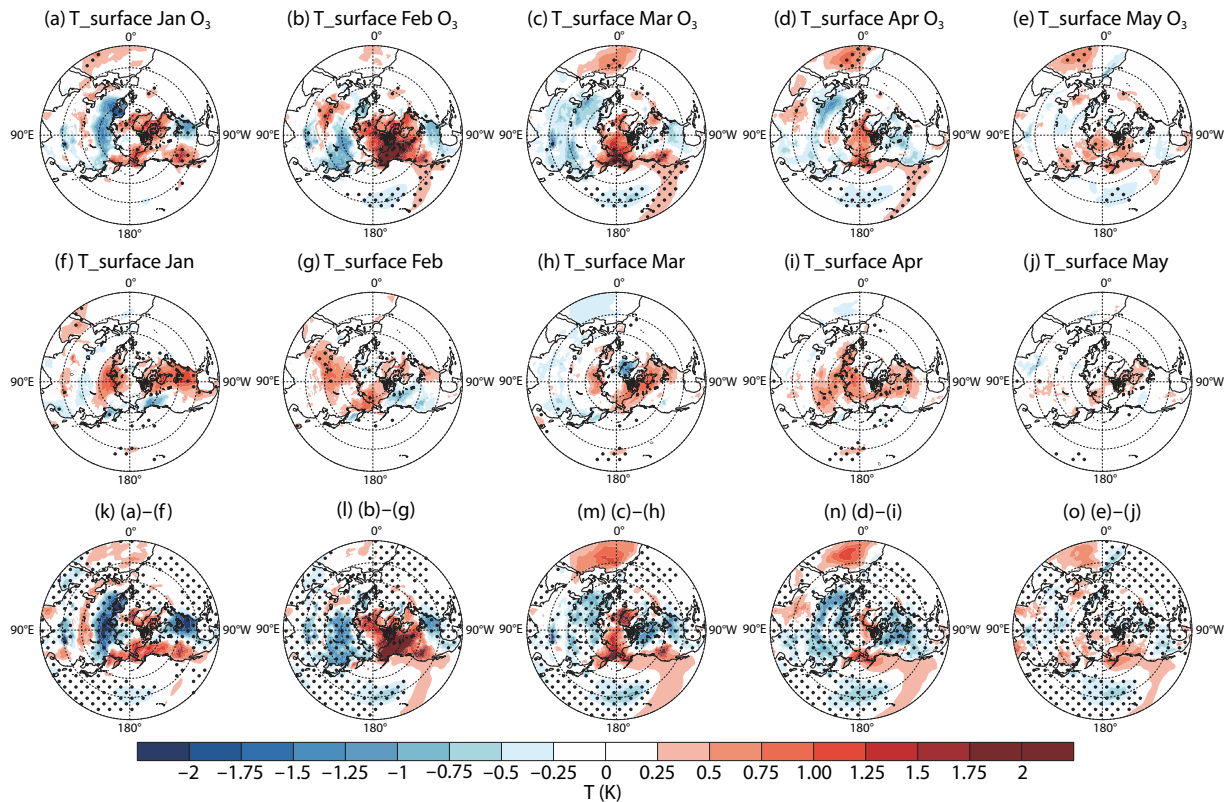 (a) T_surface Jan O₃
(b) T_surface Feb O₃
(c) T_surface Mar O₃
(d) T_surface Apr O₃
(e) T_surface May O₃
0° 0° 0° 0° 0°
90°E 90°W 90°E 90°W 90°E 90°W 90°E 90°W 90°E 90°W
180° 180° 180° 180° 180°
(f) T_surface Jan
(g) T_surface Feb
(h) T_surface Mar
(i) T_surface Apr
(j) T_surface May
0° 0° 0° 0° 0°
90°E 90°W 90°E 90°W 90°E 90°W 90°E 90°W 90°E 90°W
180° 180° 180° 180° 180°
(k) (a)−(f)
(l) (b)−(g)
(m) (c)−(h)
(n) (d)−(i)
(o) (e)−(j)
0° 0° 0° 0° 0°
90°E 90°W 90°E 90°W 90°E 90°W 90°E 90°W 90°E 90°W
180° 180° 180° 180° 180°
−2 −1.75 −1.5 −1.25 −1 −0.75 −0.5 −0.25 0 0.25 0.5 0.75 1.00 1.25 1.5 1.75 2
T (K)